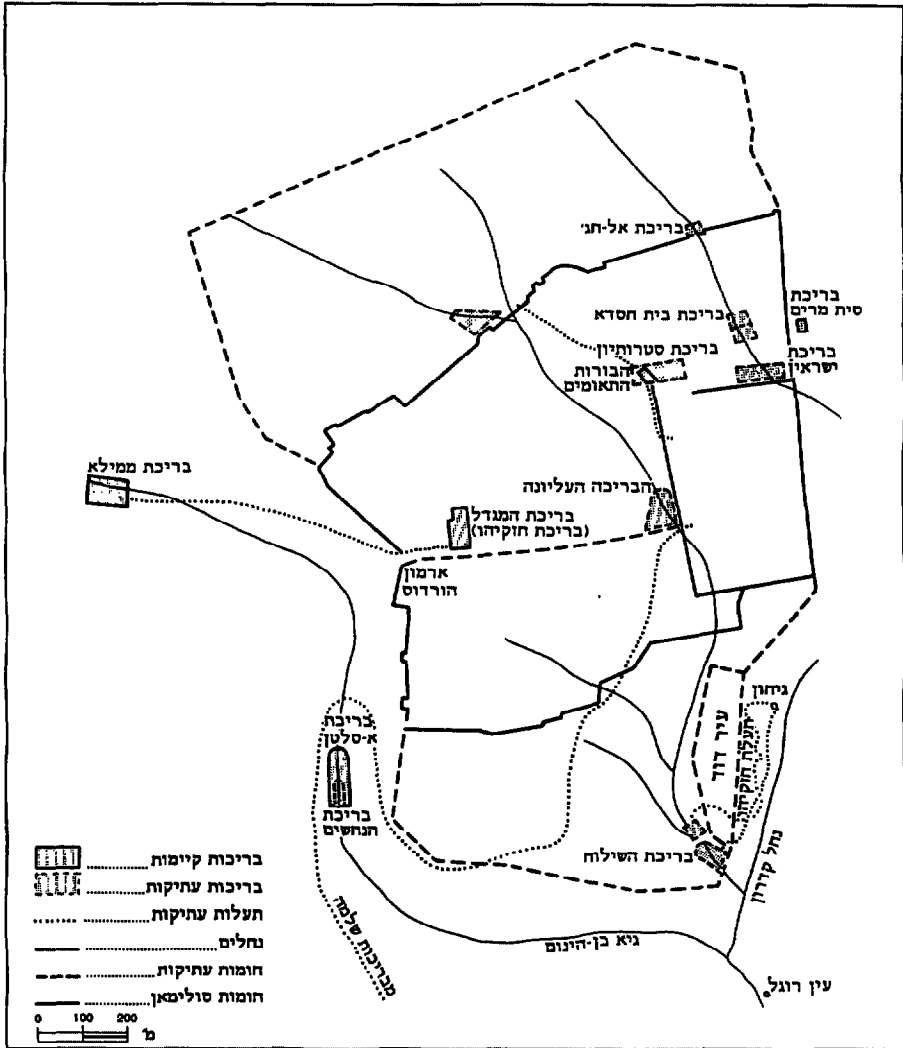 בריכת אל-חג׳
בריכת
סית מרים
בריכת בית חסדא
בריכת סטרותיון
בריכת
ישראין
הבורות
התאומים
בריכת ממילא
הבריכה העליונה
בריכת המגדל
(בריכת חזקיהו)
ארמון
הורדוס
גיחון
עיר דוד
תעלת חזקיהו
בריכת
א-סלטן
בריכת
הנחשים
בריכת השילוח
נחל קדרון
גיא בן-הינום
מבריכות שלמה
עין רוגל
בריכות קיימות
בריכות עתיקות
תעלות עתיקות
נחלים
חומות עתיקות
חומות סולימאן
0 100 200
מ׳